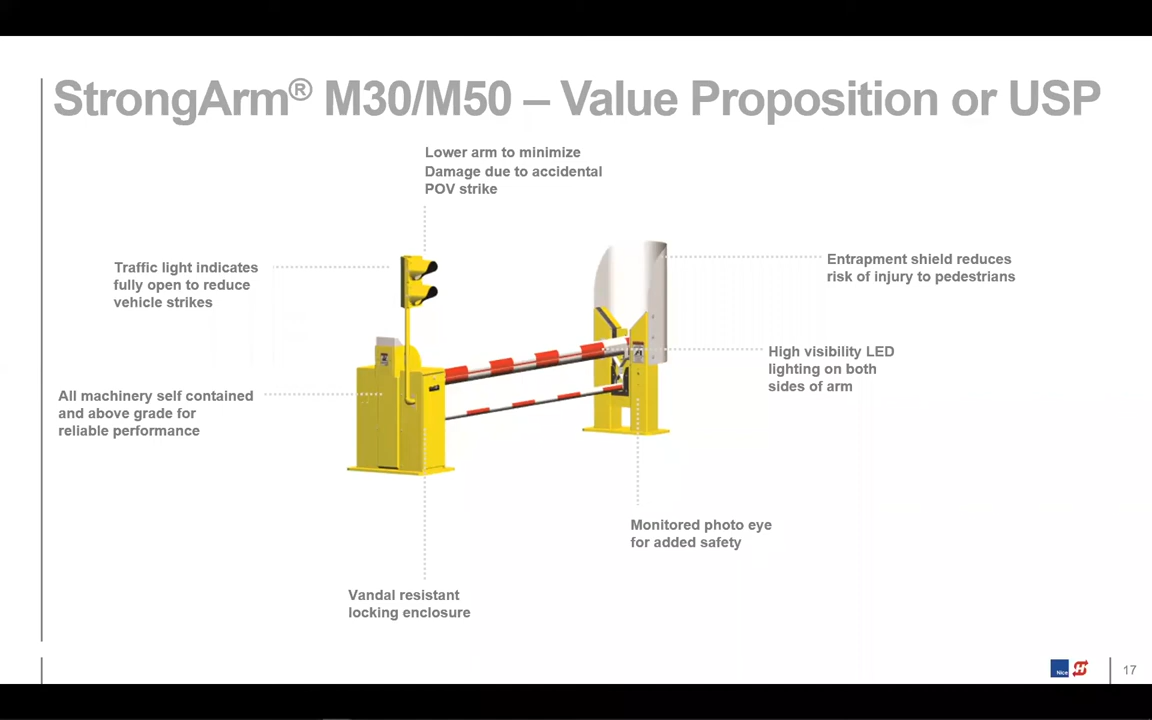 StrongArm® M30/M50 – Value Proposition or USP
Lower arm to minimize
Damage due to accidental
POV strike
Traffic light indicates
fully open to reduce
vehicle strikes
Entrapment shield reduces
risk of injury to pedestrians
High visibility LED
lighting on both
sides of arm
All machinery self contained
and above grade for
reliable performance
Monitored photo eye
for added safety
Vandal resistant
locking enclosure
Nice
H
17